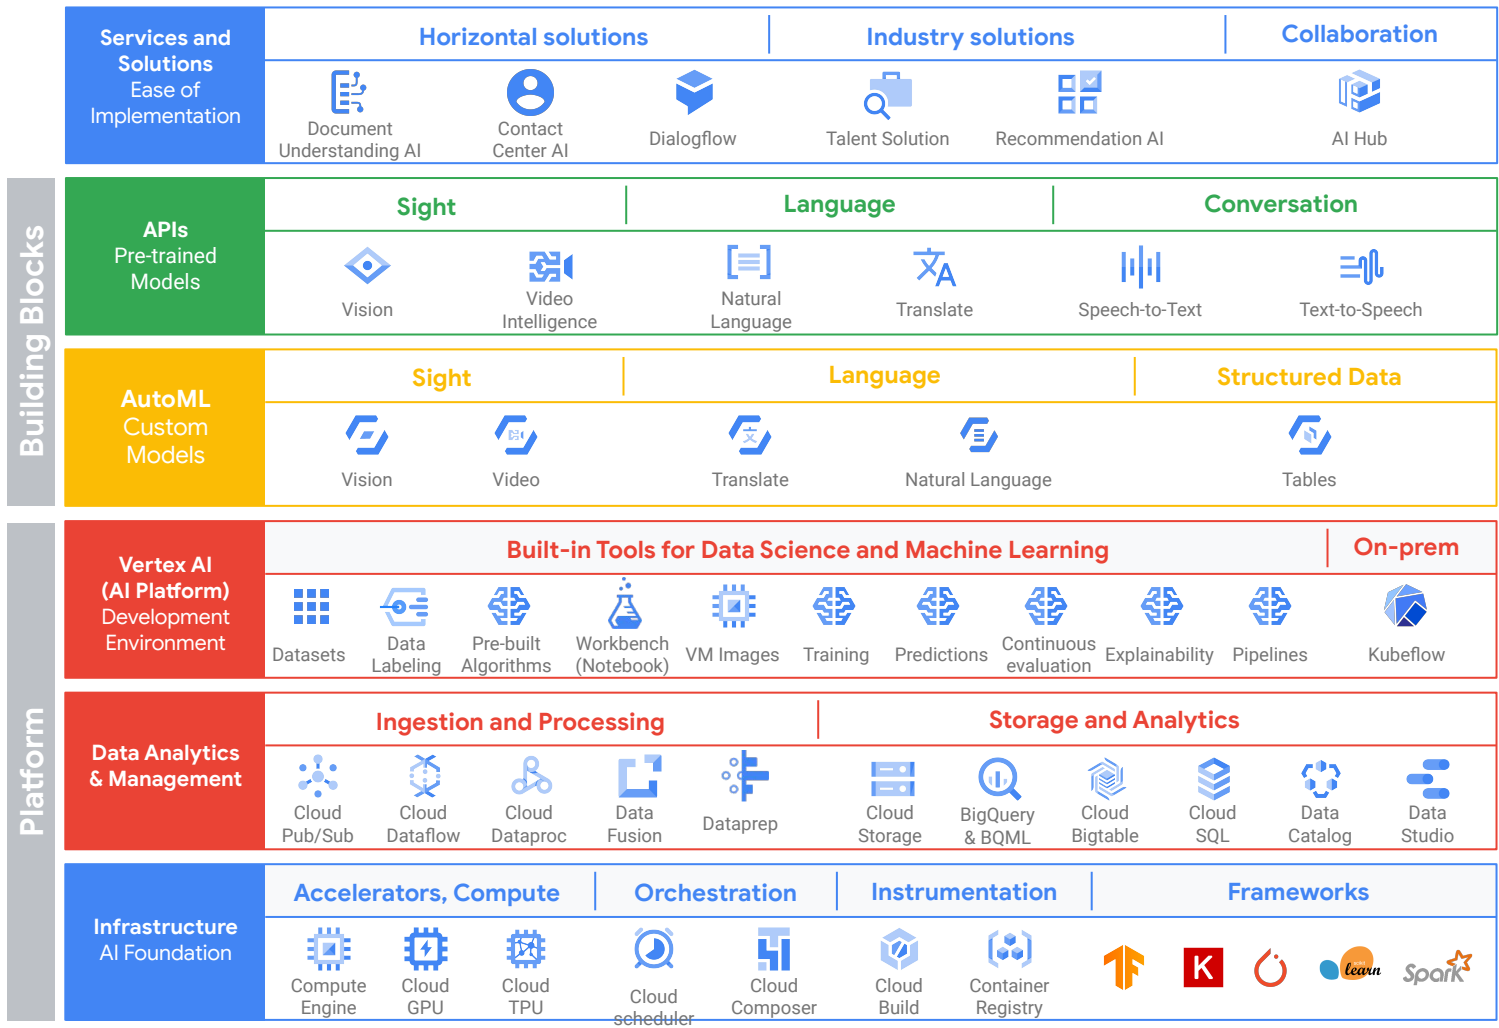 Services and
Solutions
Ease of
Implementation
Horizontal solutions
Industry solutions
Collaboration
Document
Understanding AI
Contact
Center AI
Dialogflow
Talent Solution
Recommendation AI
AI Hub
Building Blocks
APIs
Pre-trained
Models
Sight
Language
Conversation
Vision
Video
Intelligence
Natural
Language
Translate
Speech-to-Text
Text-to-Speech
AutoML
Custom
Models
Sight
Language
Structured Data
Vision
Video
Translate
Natural Language
Tables
Platform
Vertex AI
(AI Platform)
Development
Environment
Built-in Tools for Data Science and Machine Learning
On-prem
Datasets
Data
Labeling
Pre-built
Algorithms
Workbench
(Notebook)
VM Images
Training
Predictions
Continuous
evaluation
Explainability
Pipelines
Kubeflow
Data Analytics
& Management
Ingestion and Processing
Storage and Analytics
Cloud
Pub/Sub
Cloud
Dataflow
Cloud
Dataproc
Data
Fusion
Dataprep
Cloud
Storage
BigQuery
& BQML
Cloud
Bigtable
Cloud
SQL
Data
Catalog
Data
Studio
Infrastructure
AI Foundation
Accelerators, Compute
Orchestration
Instrumentation
Frameworks
Compute
Engine
Cloud
GPU
Cloud
TPU
Cloud
scheduler
Cloud
Composer
Cloud
Build
Container
Registry
K
learn
Spark